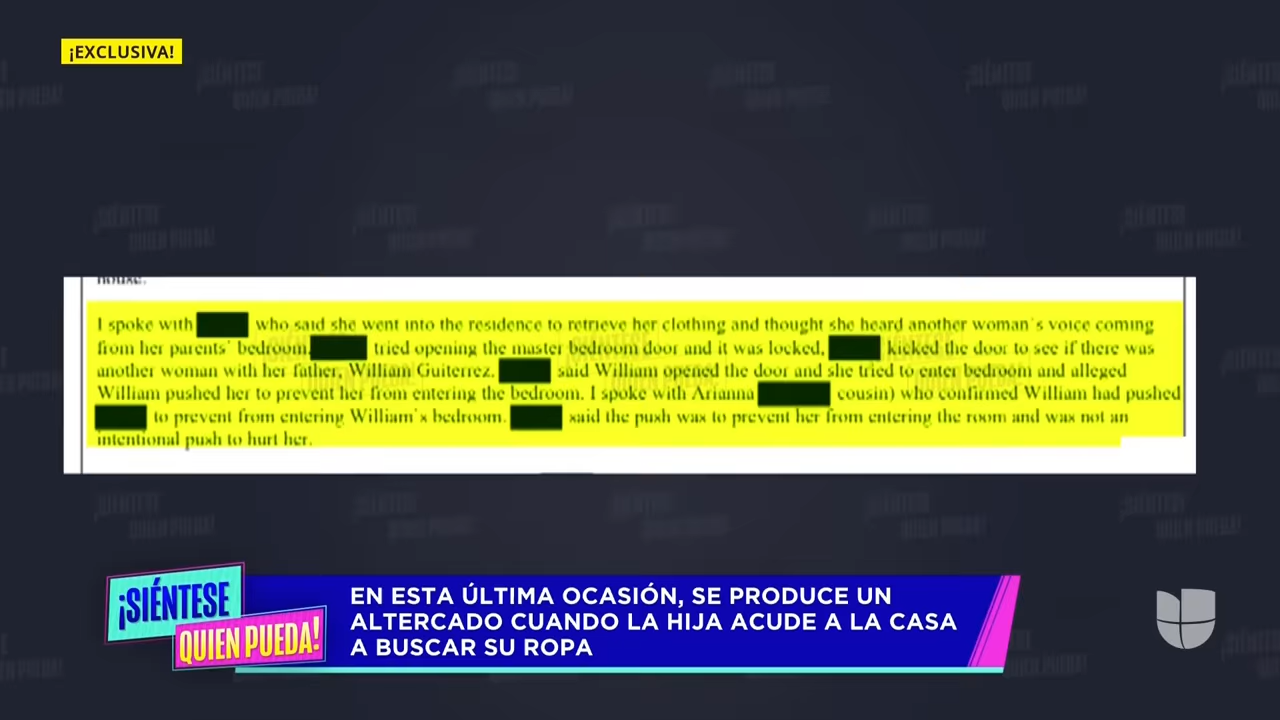 ¡EXCLUSIVA!
house.
I spoke with who said she went into the residence to retrieve her clothing and thought she heard another woman's voice coming
from her parents' bedroom. tried opening the master bedroom door and it was locked, kicked the door to see if there was
another woman with her father, William Guiterrez. said William opened the door and she tried to enter bedroom and alleged
William pushed her to prevent her from entering the bedroom. I spoke with Arianna cousin) who confirmed William had pushed
to prevent from entering William's bedroom. said the push was to prevent her from entering the room and was not an
intentional push to hurt her.
¡SIÉNTESE
QUIEN PUEDA!
EN ESTA ÚLTIMA OCASIÓN, SE PRODUCE UN
ALTERCADO CUANDO LA HIJA ACUDE A LA CASA
A BUSCAR SU ROPA